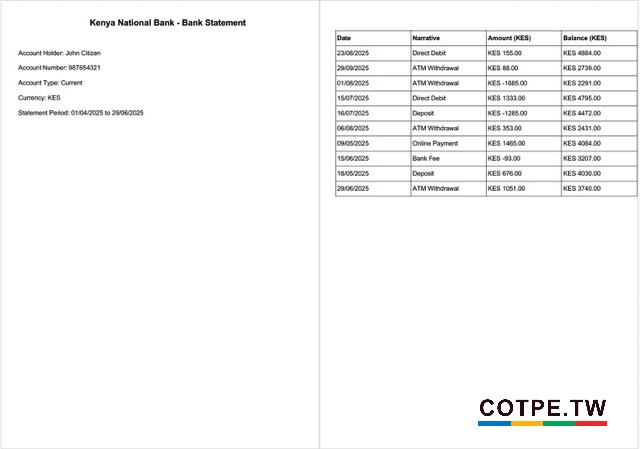 Kenya National Bank - Bank Statement
Account Holder: John Citizen
Account Number: 987654321
Account Type: Current
Currency: KES
Statement Period: 01/04/2025 to 29/06/2025
Date Narrative Amount (KES) Balance (KES)
23/08/2025 Direct Debit KES 155.00 KES 4884.00
29/09/2025 ATM Withdrawal KES 88.00 KES 2739.00
01/08/2025 ATM Withdrawal KES -1685.00 KES 2291.00
15/07/2025 Direct Debit KES 1333.00 KES 4795.00
16/07/2025 Deposit KES -1285.00 KES 4472.00
06/08/2025 ATM Withdrawal KES 353.00 KES 2431.00
09/05/2025 Online Payment KES 1465.00 KES 4084.00
15/06/2025 Bank Fee KES -93.00 KES 3207.00
18/05/2025 Deposit KES 676.00 KES 4030.00
29/06/2025 ATM Withdrawal KES 1051.00 KES 3740.00
COTPE.TW